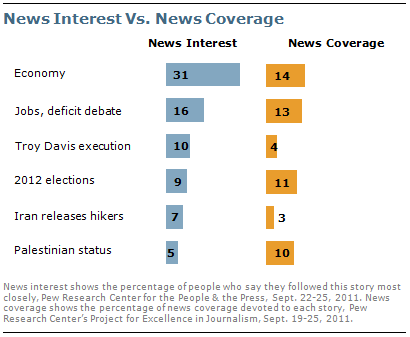 News Interest Vs. News Coverage
News Interest News Coverage
Economy 31 14
Jobs, deficit debate 16 13
Troy Davis execution 10 4
2012 elections 9 11
Iran releases hikers 7 3
Palestinian status 5 10
News interest shows the percentage of people who say they followed this story most
closely, Pew Research Center for the People & the Press, Sept. 22-25, 2011. News
coverage shows the percentage of news coverage devoted to each story, Pew
Research Center’s Project for Excellence in Journalism, Sept. 19-25, 2011.